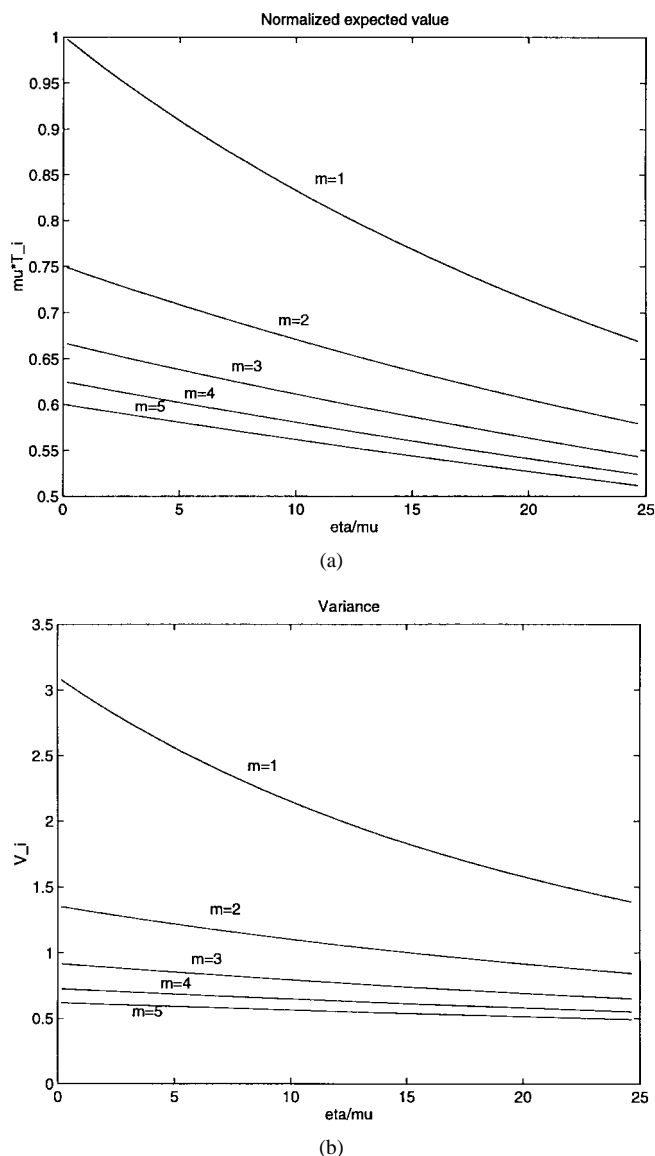 Normalized expected value
1
0.95
0.9
0.85
0.8
0.75
0.7
0.65
0.6
0.55
0.5
mu*T_i
m=1
m=2
m=3
m=4
m=5
0 5 10 15 20 25
eta/mu
(a)
Variance
3.5
3
2.5
2
1.5
1
0.5
0
V_i
m=1
m=2
m=3
m=4
m=5
0 5 10 15 20 25
eta/mu
(b)